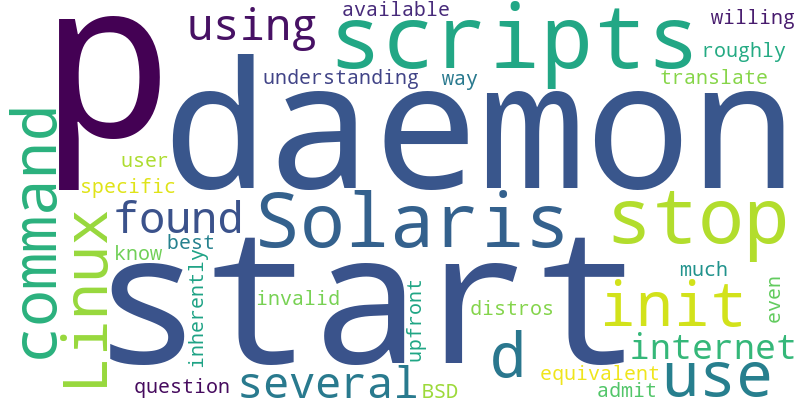 available
willing
p
using
scripts
roughly
understanding
way
translate
daemon
command
user
specific
Solaris
stop
found
Linux
best
know
inherently
start
much
invalid
upfront
distros
init
even
d
internet
question
several
BSD
equivalent
admit
use